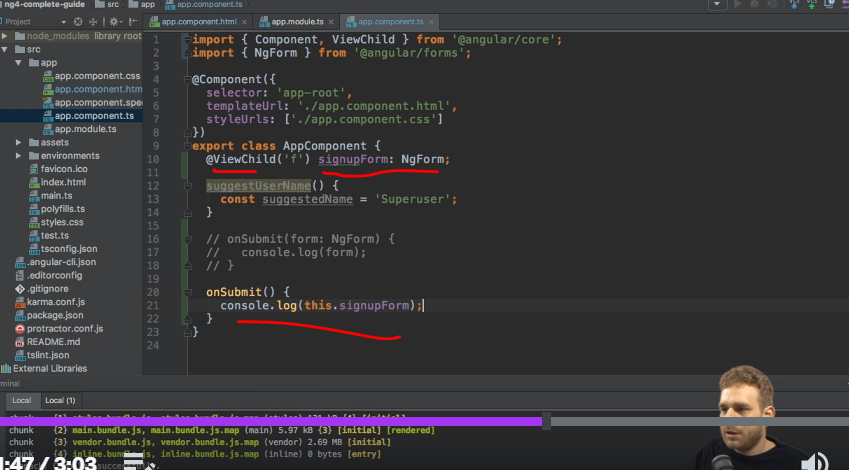 ng4-complete-guide
src
app
app.component.ts
Project
app.component.html
app.module.ts
app.component.ts
node_modules library root
src
app
app.component.css
app.component.htm
app.component.spe
app.component.ts
app.module.ts
assets
environments
favicon.ico
index.html
main.ts
polyfills.ts
styles.css
test.ts
tsconfig.json
.angular-cli.json
.editorconfig
.gitignore
karma.conf.js
package.json
protractor.conf.js
README.md
tslint.json
External Libraries
1 import { Component, ViewChild } from '@angular/core';
2 import { NgForm } from '@angular/forms';
3
4 @Component({
5 selector: 'app-root',
6 templateUrl: './app.component.html',
7 styleUrls: ['./app.component.css']
8 })
9 export class AppComponent {
10 @ViewChild('f') signupForm: NgForm;
11
12 suggestUserName() {
13 const suggestedName = 'Superuser';
14 }
15
16 // onSubmit(form: NgForm) {
17 // console.log(form);
18 // }
19
20 onSubmit() {
21 console.log(this.signupForm);
22 }
23 }
24
minal
Local Local (1)
chunk {1} styles.bundle.js, styles.bundle.js.map (styles) 121 kB {4} [initial]
chunk {2} main.bundle.js, main.bundle.js.map (main) 5.97 kB {3} [initial] [rendered]
chunk {3} vendor.bundle.js, vendor.bundle.js.map (vendor) 2.69 MB [initial]
chunk {4} inline.bundle.js, inline.bundle.js.map (inline) 0 bytes [entry]
1:47 / 3:03